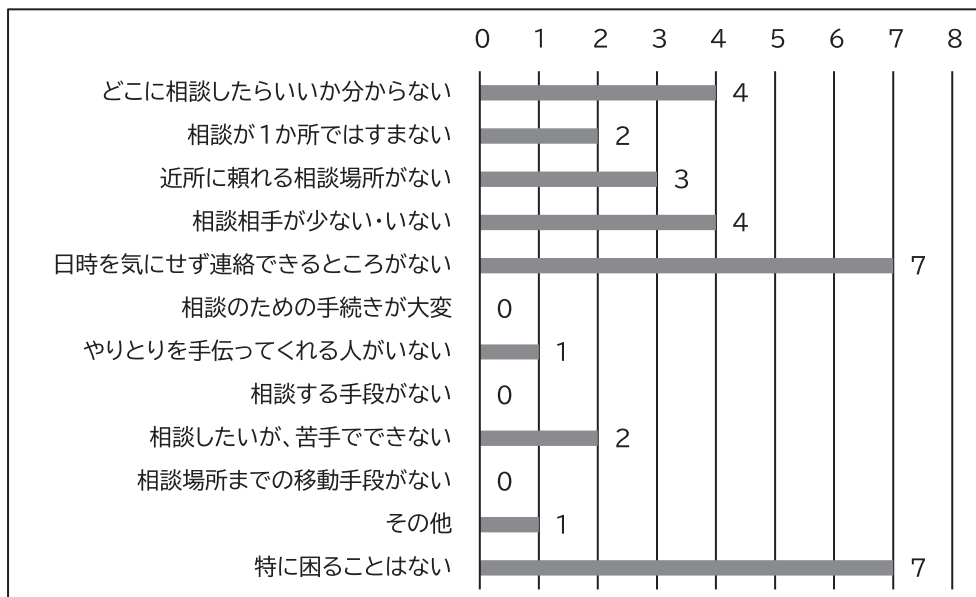 0 1 2 3 4 5 6 7 8
どこに相談したらいいか分からない 4
相談が1か所ではすまない 2
近所に頼れる相談場所がない 3
相談相手が少ない・いない 4
日時を気にせず連絡できるところがない 7
相談のための手続きが大変 0
やりとりを手伝ってくれる人がいない 1
相談する手段がない 0
相談したいが、苦手でできない 2
相談場所までの移動手段がない 0
その他 1
特に困ることはない 7